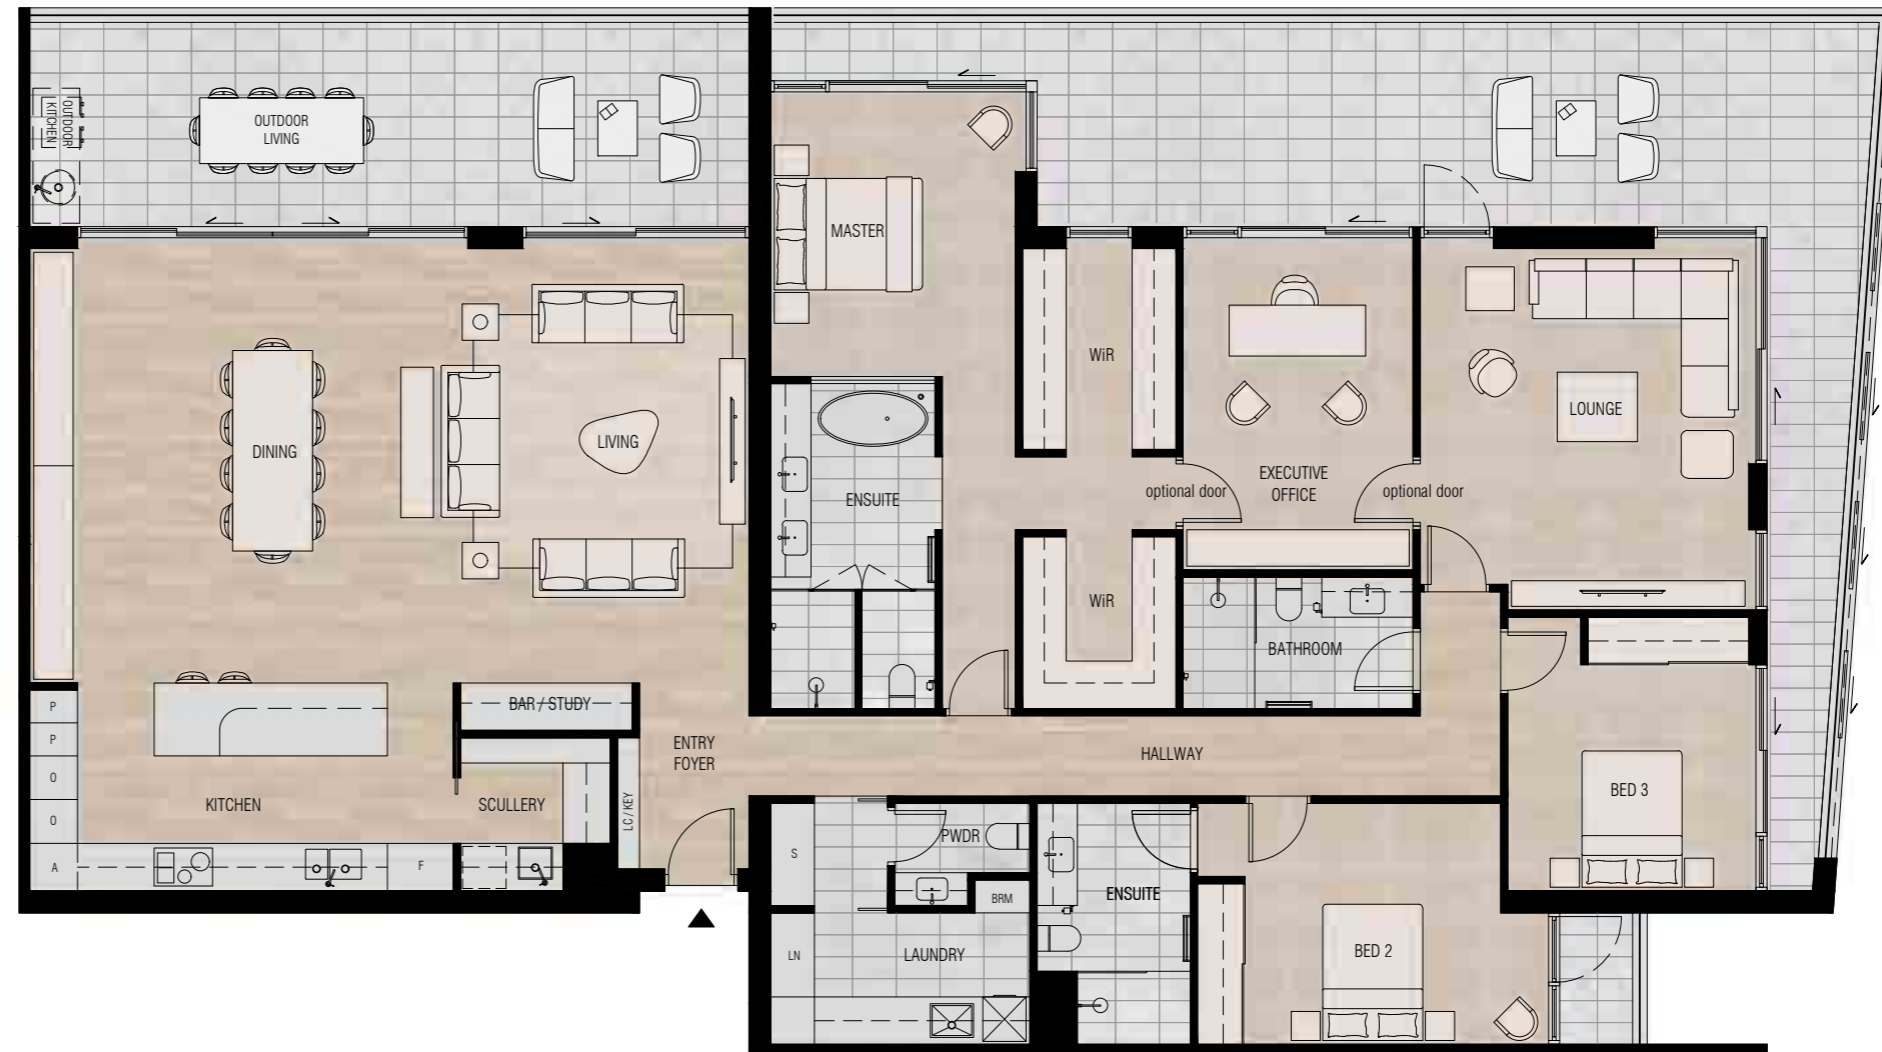 OUTDOOR
LIVING
OUTDOOR
KITCHEN
MASTER
WiR
DINING
LIVING
ENSUITE
optional door
EXECUTIVE
OFFICE
optional door
LOUNGE
WiR
BATHROOM
P
P
O
O
A
BAR / STUDY
ENTRY
FOYER
HALLWAY
KITCHEN
SCULLERY
LC / KEY
F
BED 3
S
PWDR
BRM
ENSUITE
LN
LAUNDRY
BED 2